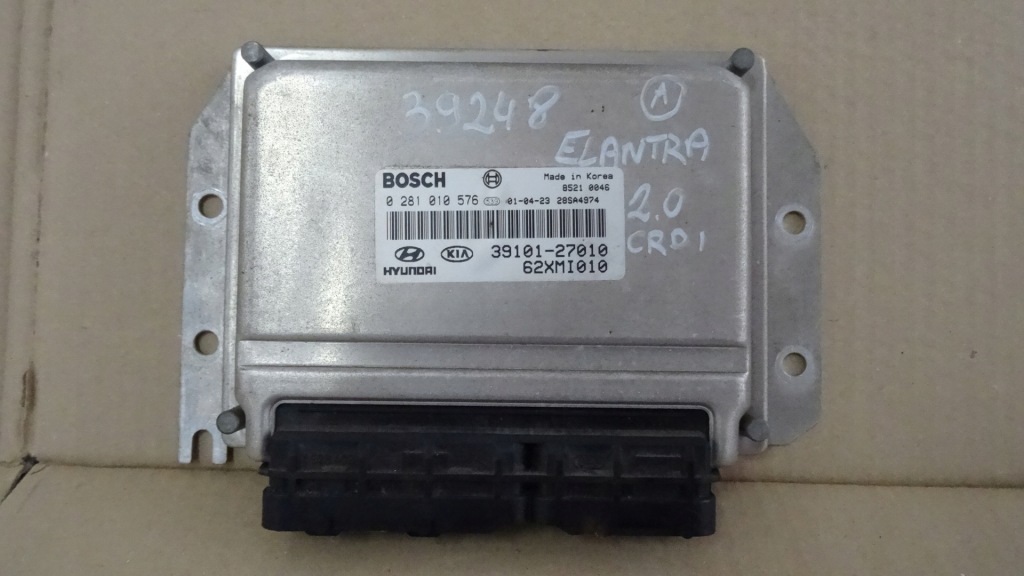 39248
A
ELANTRA
2.0
CRDI
BOSCH
Made in Korea
8521 0046
0 281 010 576 01-04-23 28SA4974
HYUNDAI KIA 39101-27010
62XMI010